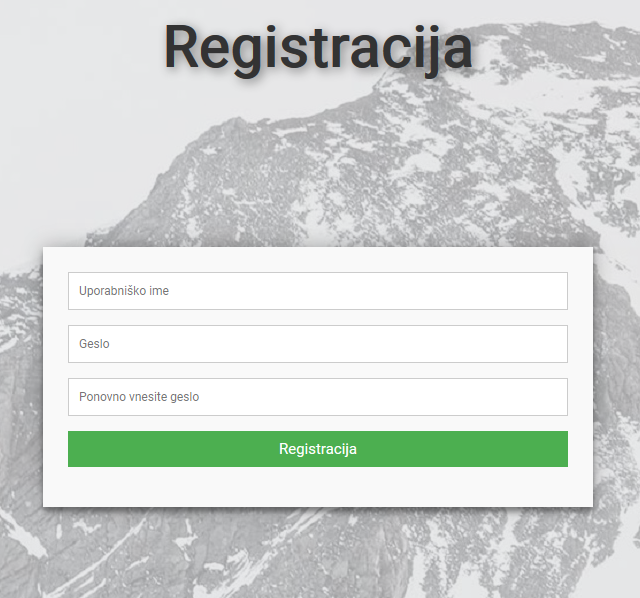 Registracija
Uporabniško ime
Geslo
Ponovno vnesite geslo
Registracija